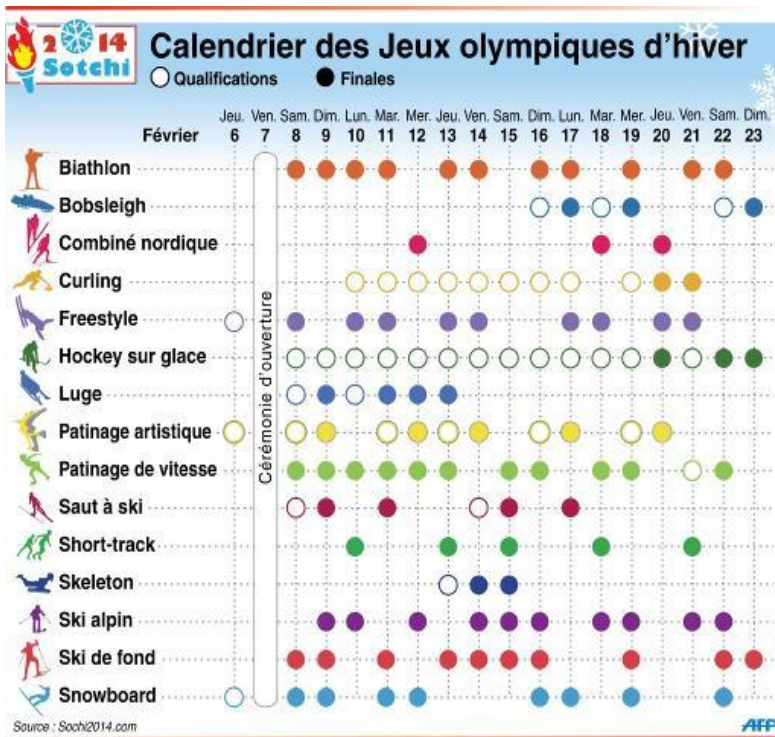 2014
Sotchi
Calendrier des Jeux olympiques d'hiver
Qualifications Finales
Jeu. Ven. Sam. Dim. Lun. Mar. Mer. Jeu. Ven. Sam. Dim. Lun. Mar. Mer. Jeu. Ven. Sam. Dim.
Février 6 7 8 9 10 11 12 13 14 15 16 17 18 19 20 21 22 23
Cérémonie d'ouverture
Biathlon
Bobsleigh
Combiné nordique
Curling
Freestyle
Hockey sur glace
Luge
Patinage artistique
Patinage de vitesse
Saut à ski
Short-track
Skeleton
Ski alpin
Ski de fond
Snowboard
Source : Sochi2014.com
AFP